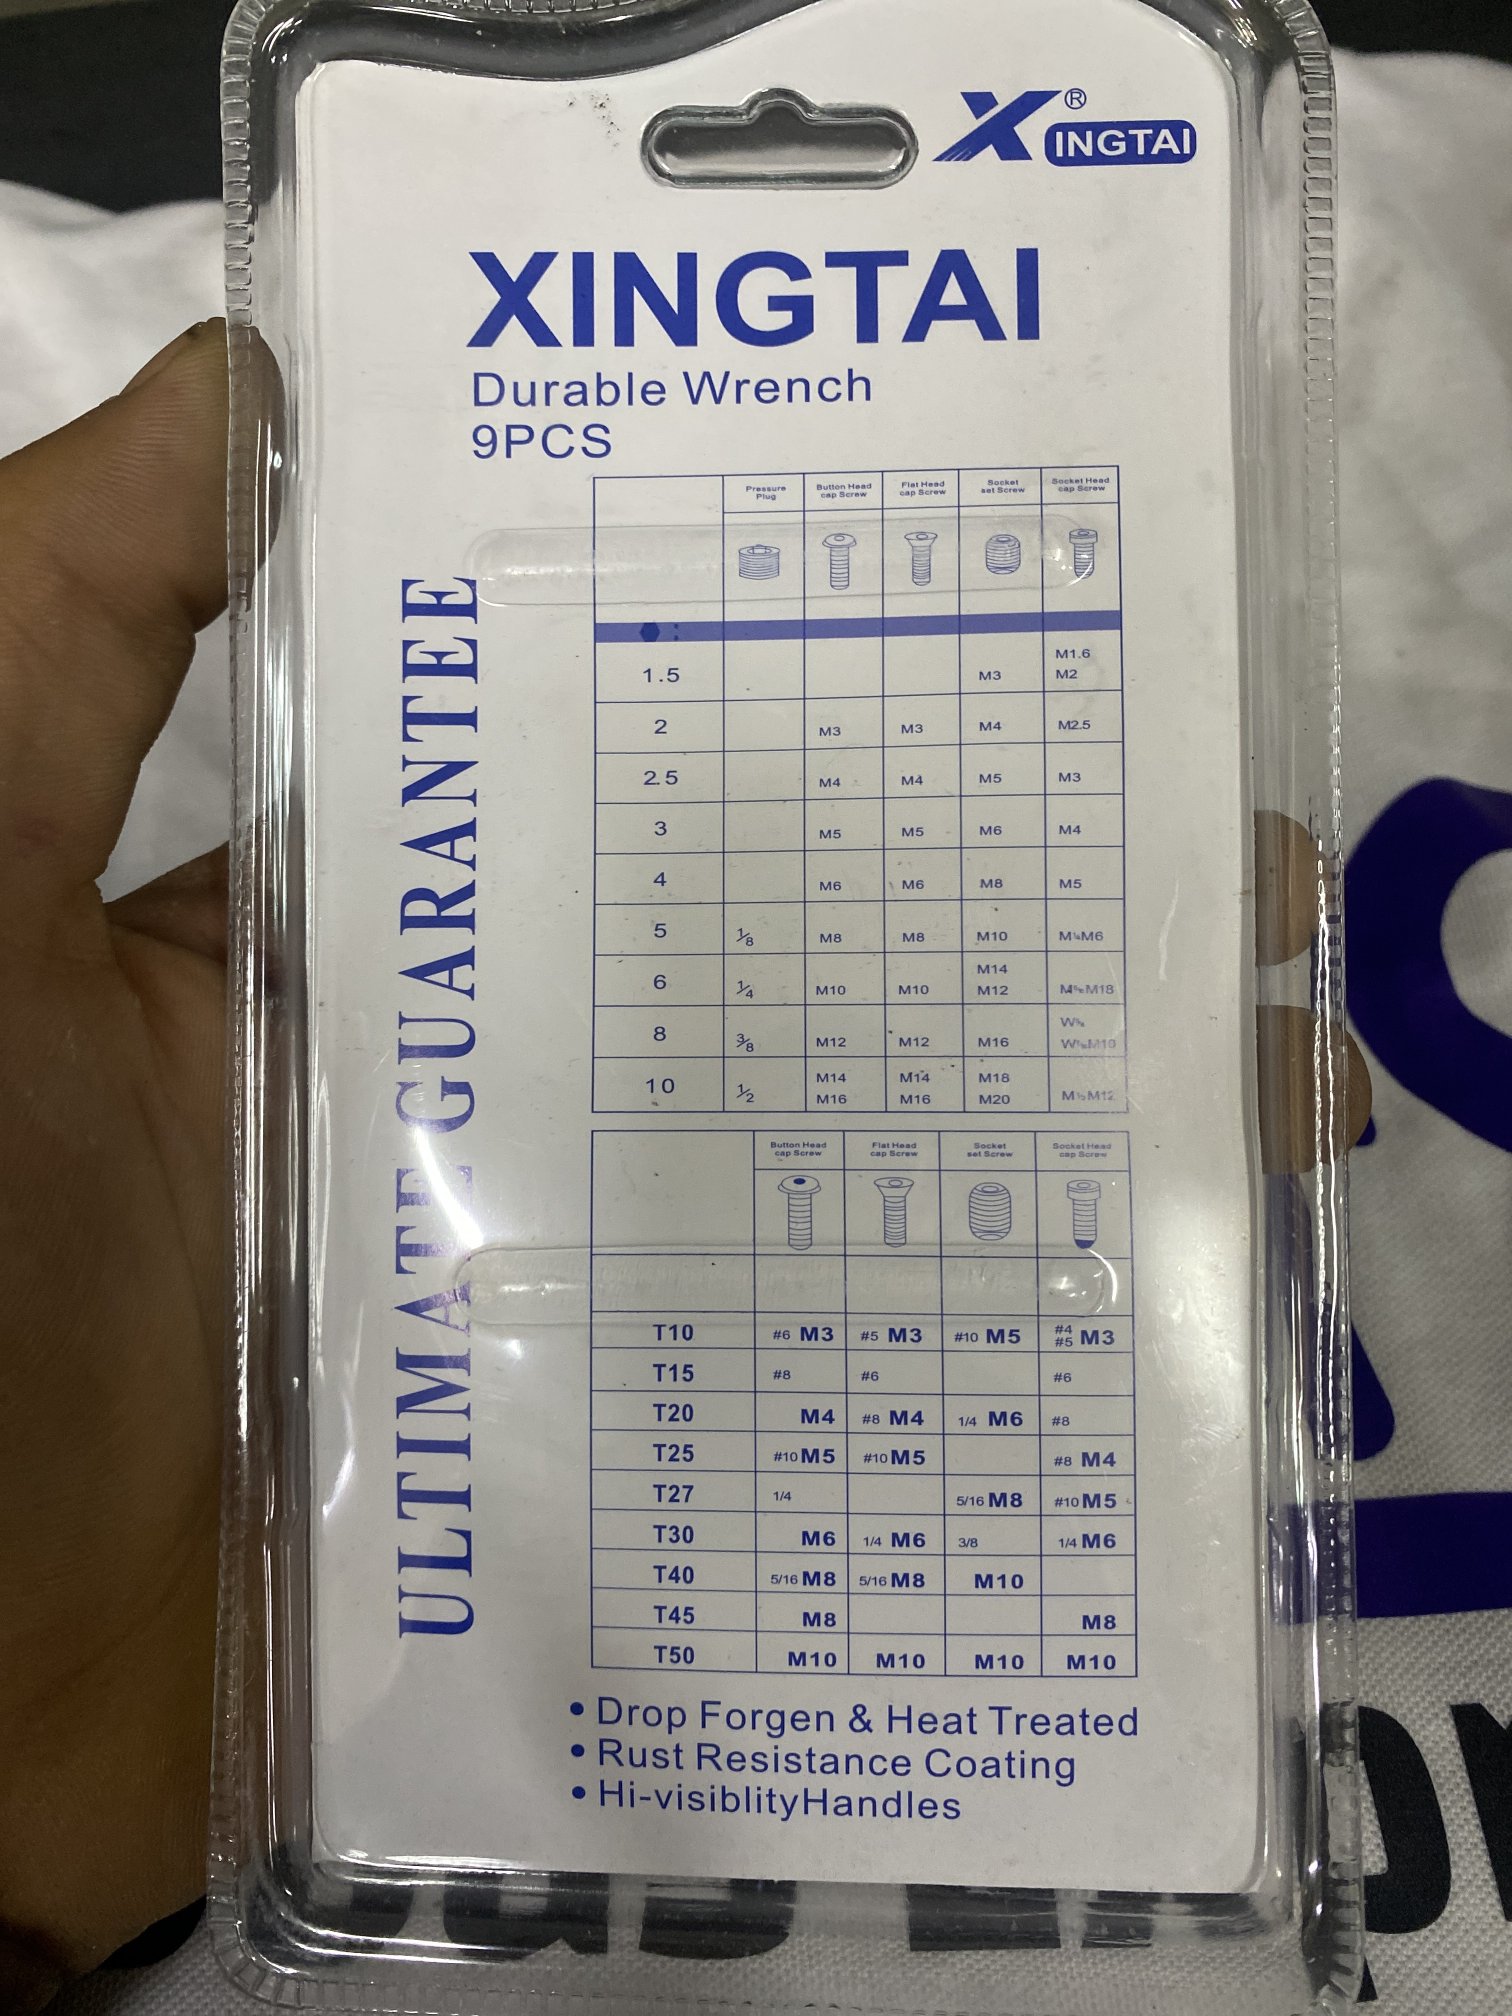 X® INGTAI
XINGTAI
Durable Wrench
9PCS
ULTIMATE GUARANTEE
Pressure Plug Button Head cap Screw Flat Head cap Screw Socket set Screw Socket Head cap Screw
1.5 M3 M1.6 M2
2 M3 M3 M4 M2.5
2.5 M4 M4 M5 M3
3 M5 M5 M6 M4
4 M6 M6 M8 M5
5 1/8 M8 M8 M10 M6
6 1/4 M10 M10 M14 M12
8 3/8 M12 M12 M16
10 1/2 M14 M16 M14 M16 M18 M20 M12
Button Head cap Screw Flat Head cap Screw Socket set Screw Socket Head cap Screw
T10 #6 M3 #5 M3 #10 M5 #4 #5 M3
T15 #8 #6 #6
T20 M4 #8 M4 1/4 M6 #8
T25 #10 M5 #10 M5 #8 M4
T27 1/4 5/16 M8 #10 M5
T30 M6 1/4 M6 3/8 1/4 M6
T40 5/16 M8 5/16 M8 M10
T45 M8 M8
T50 M10 M10 M10 M10
• Drop Forgen & Heat Treated
• Rust Resistance Coating
• Hi-visiblityHandles